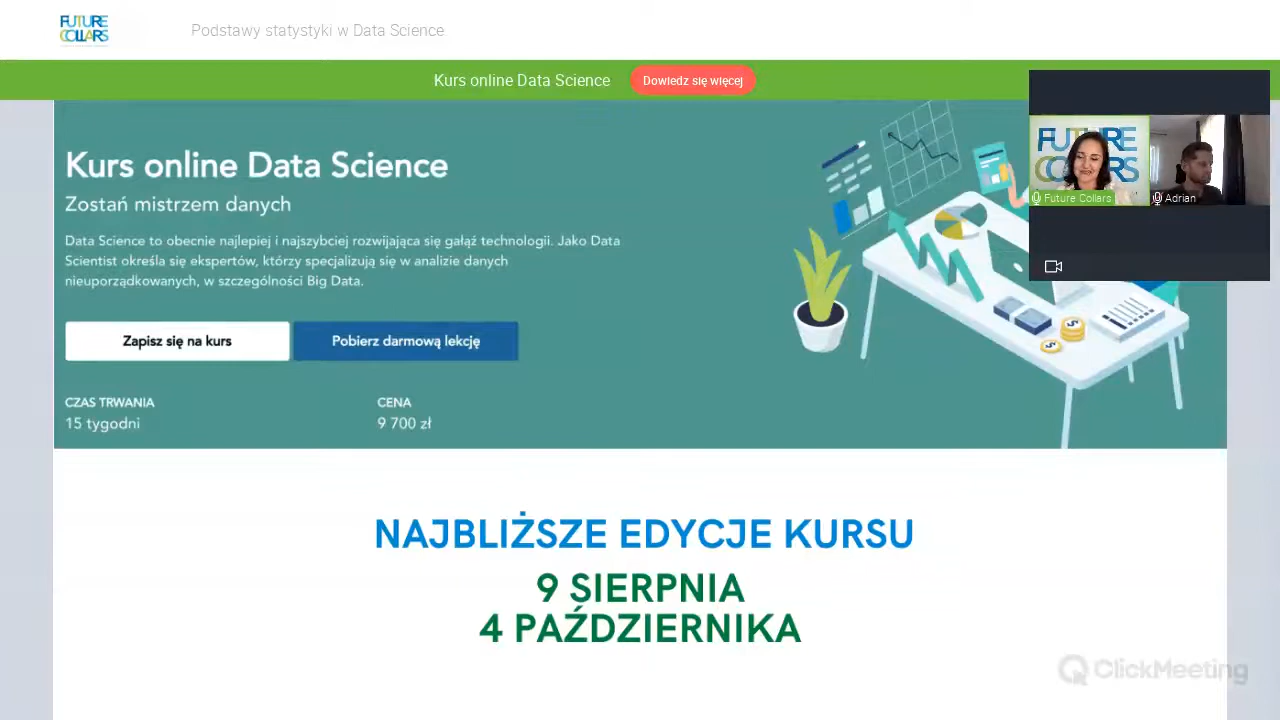 FUTURE
COLLARS
Podstawy statystyki w Data Science
Kurs online Data Science
Dowiedz się więcej
FUTURE
COLLARS
Future Collars
Adrian
Kurs online Data Science
Zostań mistrzem danych
Data Science to obecnie najlepiej i najszybciej rozwijająca się gałąź technologii. Jako Data
Scientist określa się ekspertów, którzy specjalizują się w analizie danych
nieuporządkowanych, w szczególności Big Data.
Zapisz się na kurs
Pobierz darmową lekcję
CZAS TRWANIA
15 tygodni
CENA
9 700 zł
NAJBLIŻSZE EDYCJE KURSU
9 SIERPNIA
4 PAŹDZIERNIKA
ClickMeeting